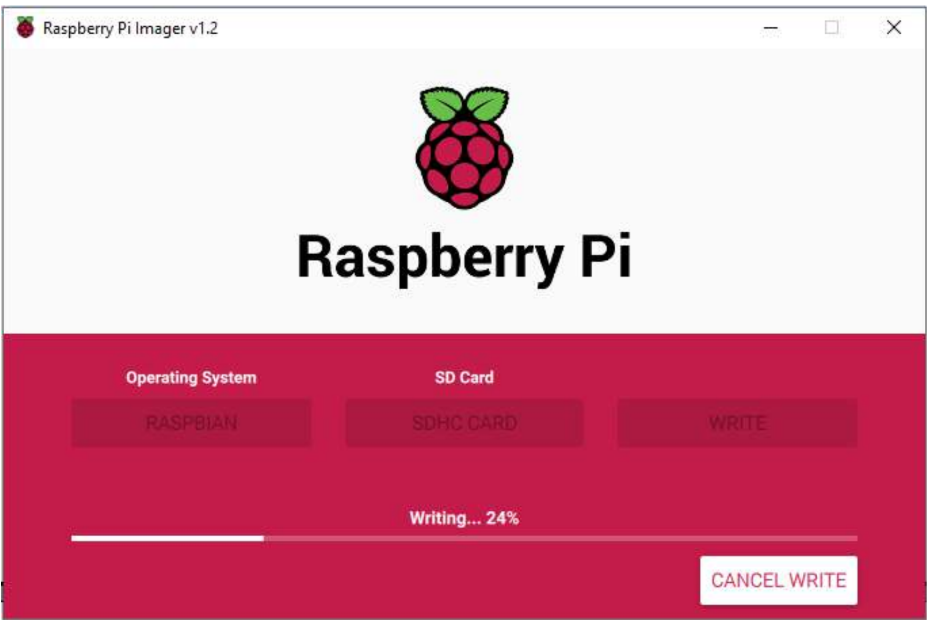 Raspberry Pi Imager v1.2
Raspberry Pi
Operating System SD Card
RASPBIAN SDHC CARD WRITE
Writing... 24%
CANCEL WRITE